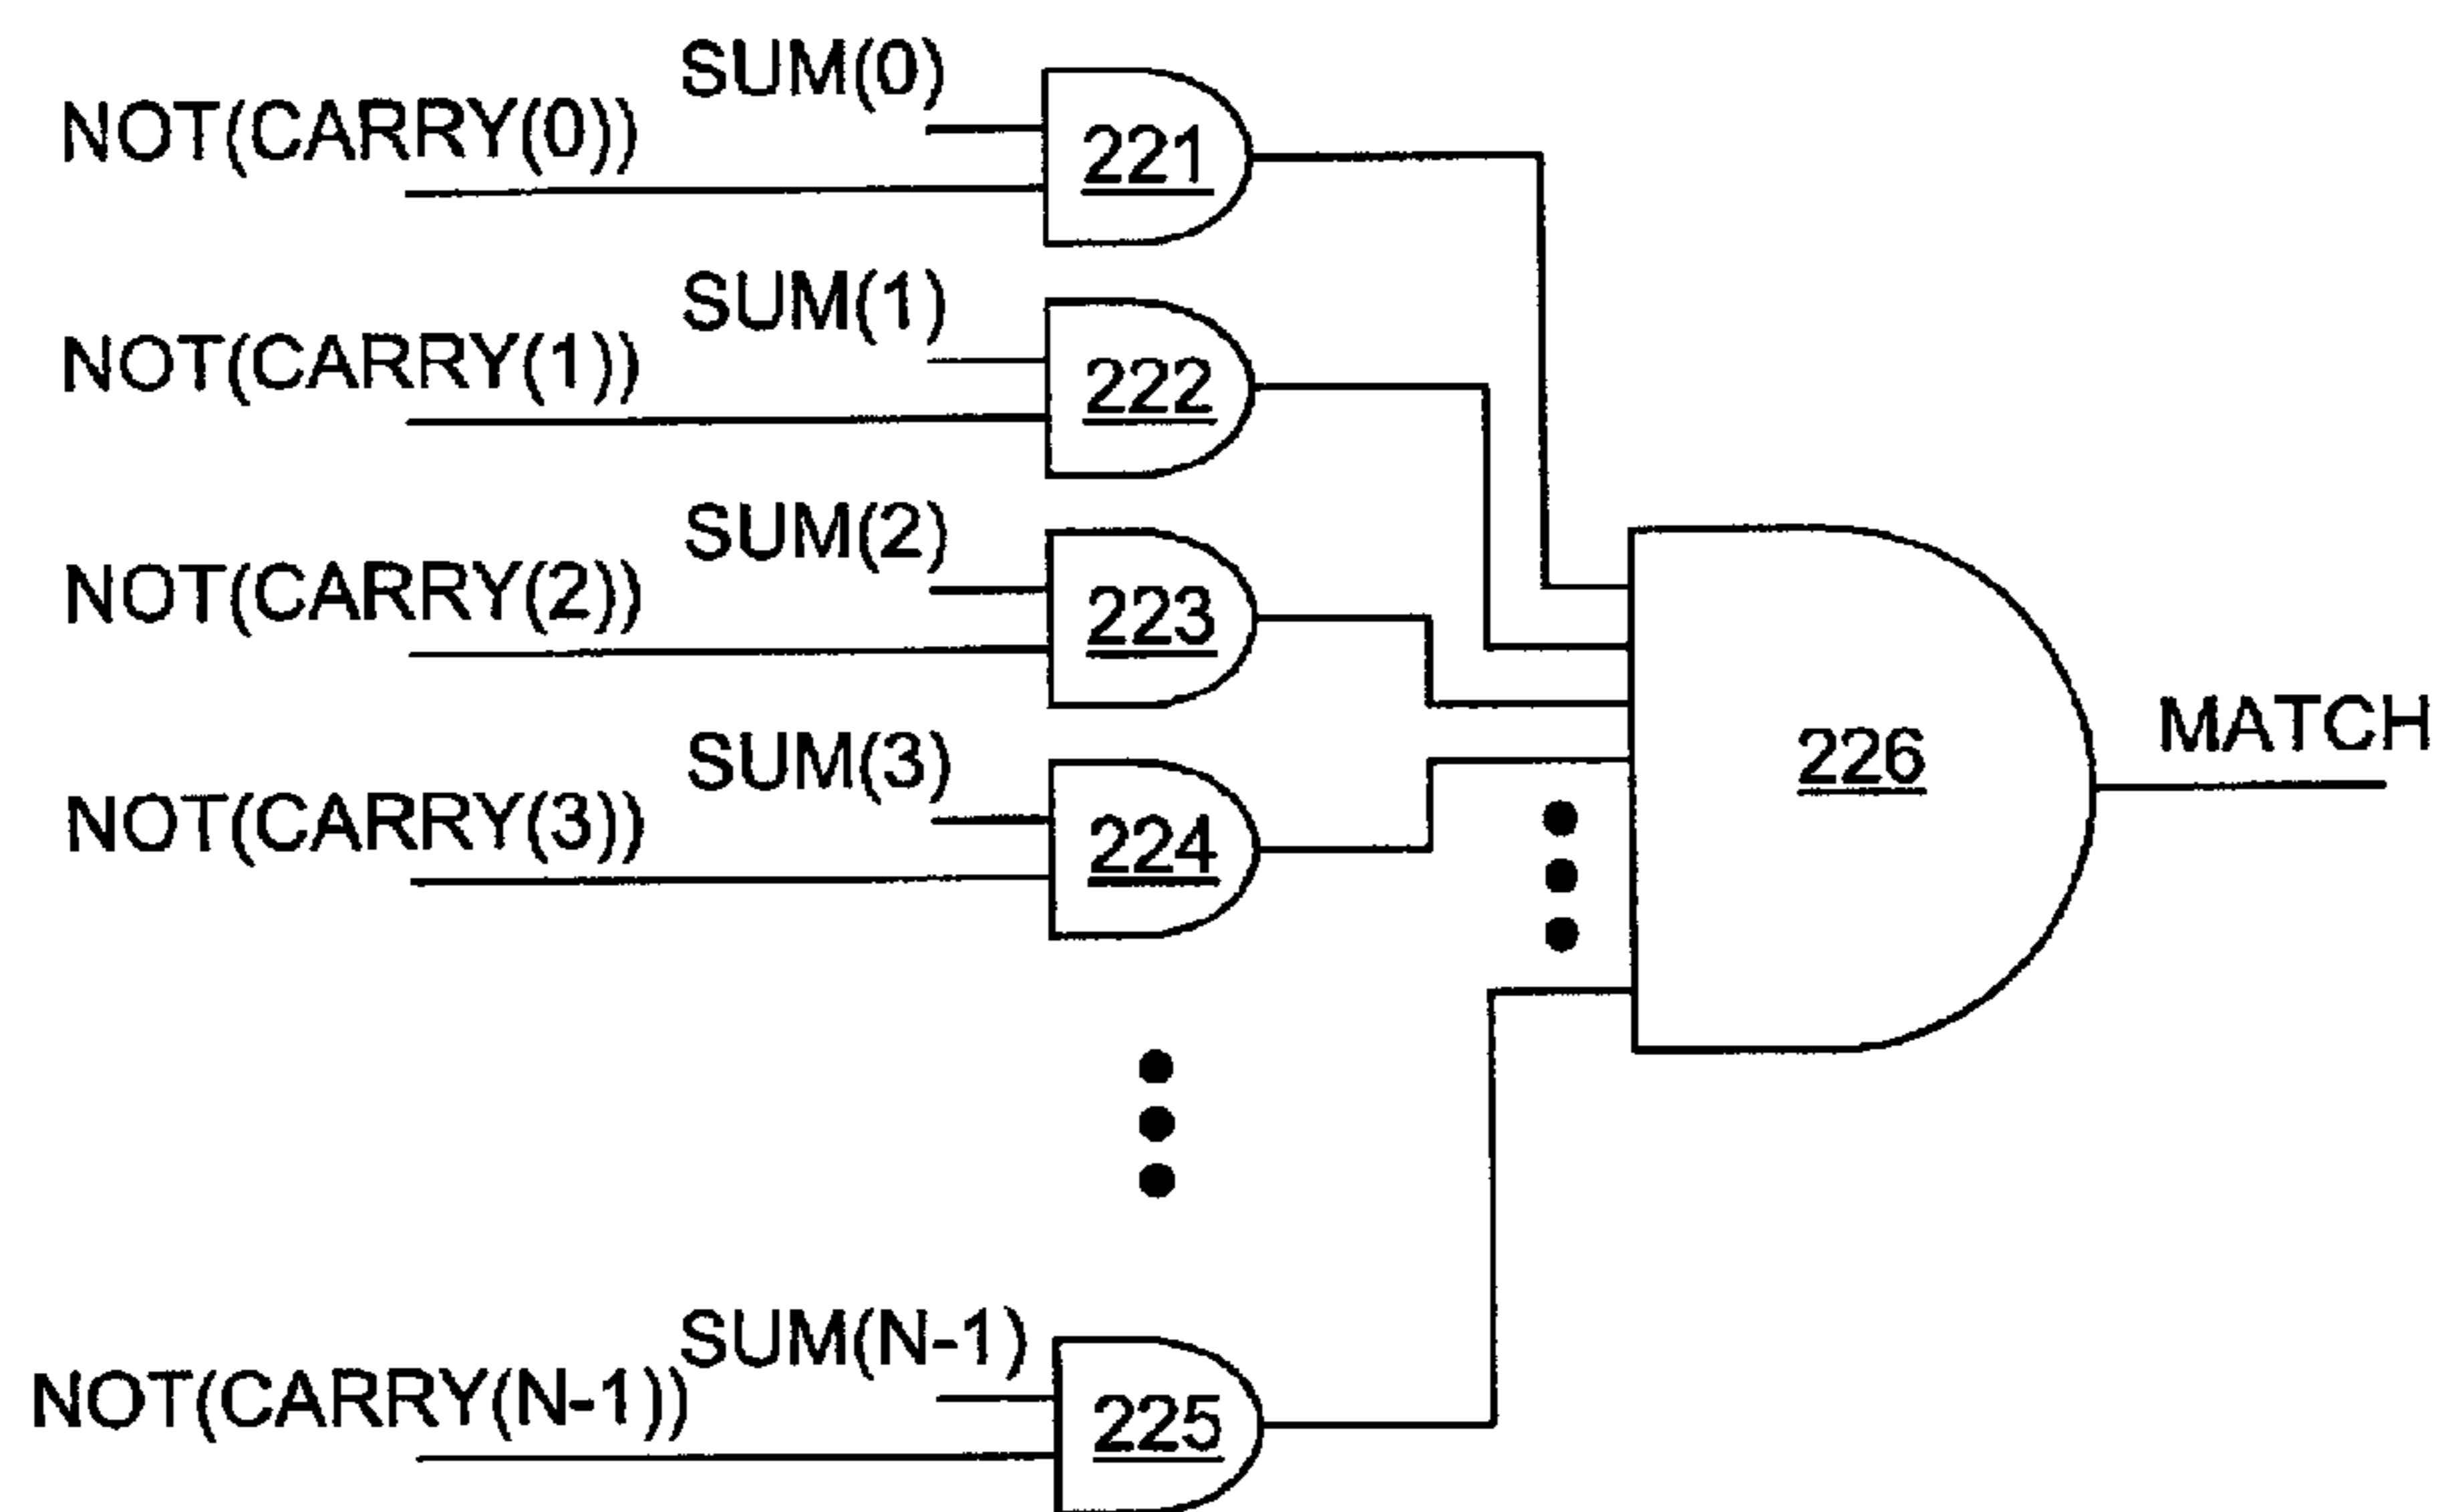 SUM(0)
NOT(CARRY(0))
221
SUM(1)
NOT(CARRY(1))
222
SUM(2)
NOT(CARRY(2))
223
SUM(3)
NOT(CARRY(3))
224
226
MATCH
SUM(N-1)
NOT(CARRY(N-1))
225